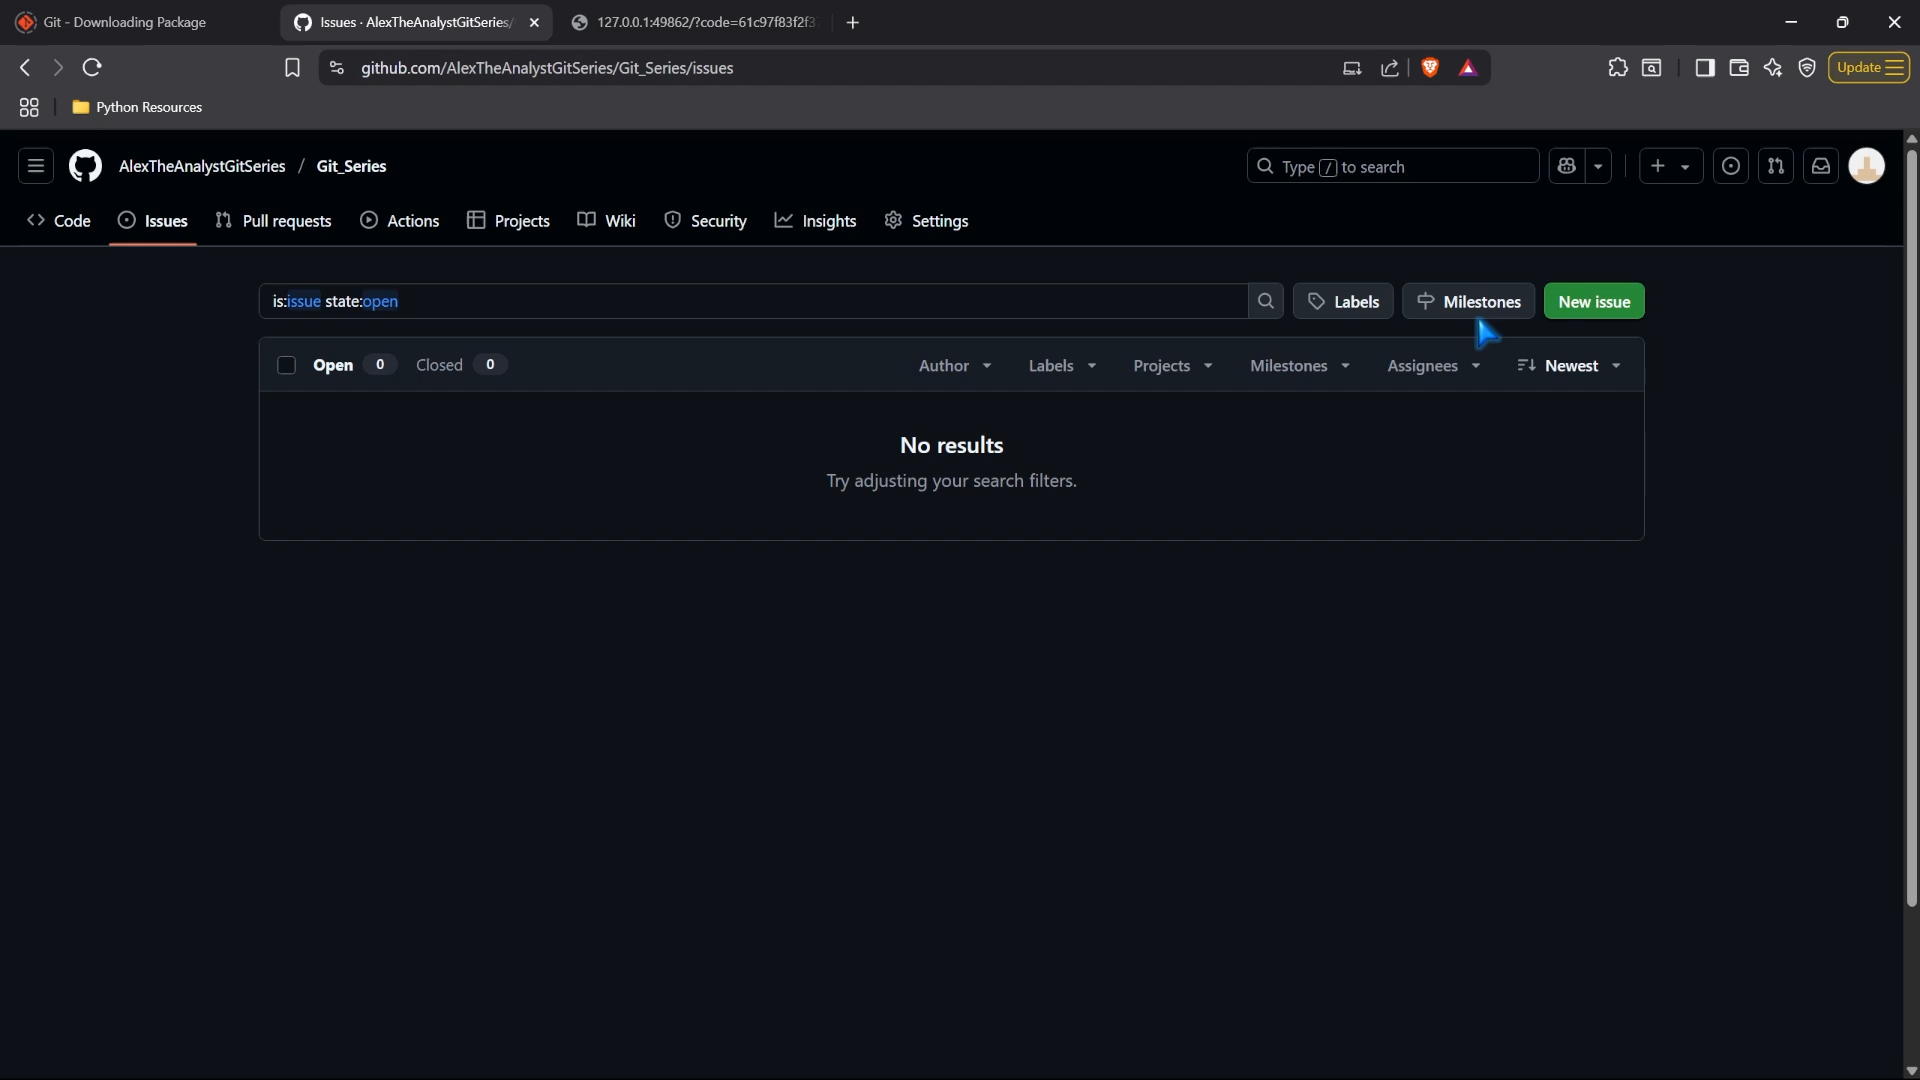 Git - Downloading Package
Issues · AlexTheAnalystGitSeries/
127.0.0.1:49862/?code=61c97f83f2f3
github.com/AlexTheAnalystGitSeries/Git_Series/issues
Update
Python Resources
AlexTheAnalystGitSeries / Git_Series
Type / to search
Code
Issues
Pull requests
Actions
Projects
Wiki
Security
Insights
Settings
is:issue state:open
Labels
Milestones
New issue
Open 0
Closed 0
Author
Labels
Projects
Milestones
Assignees
Newest
No results
Try adjusting your search filters.